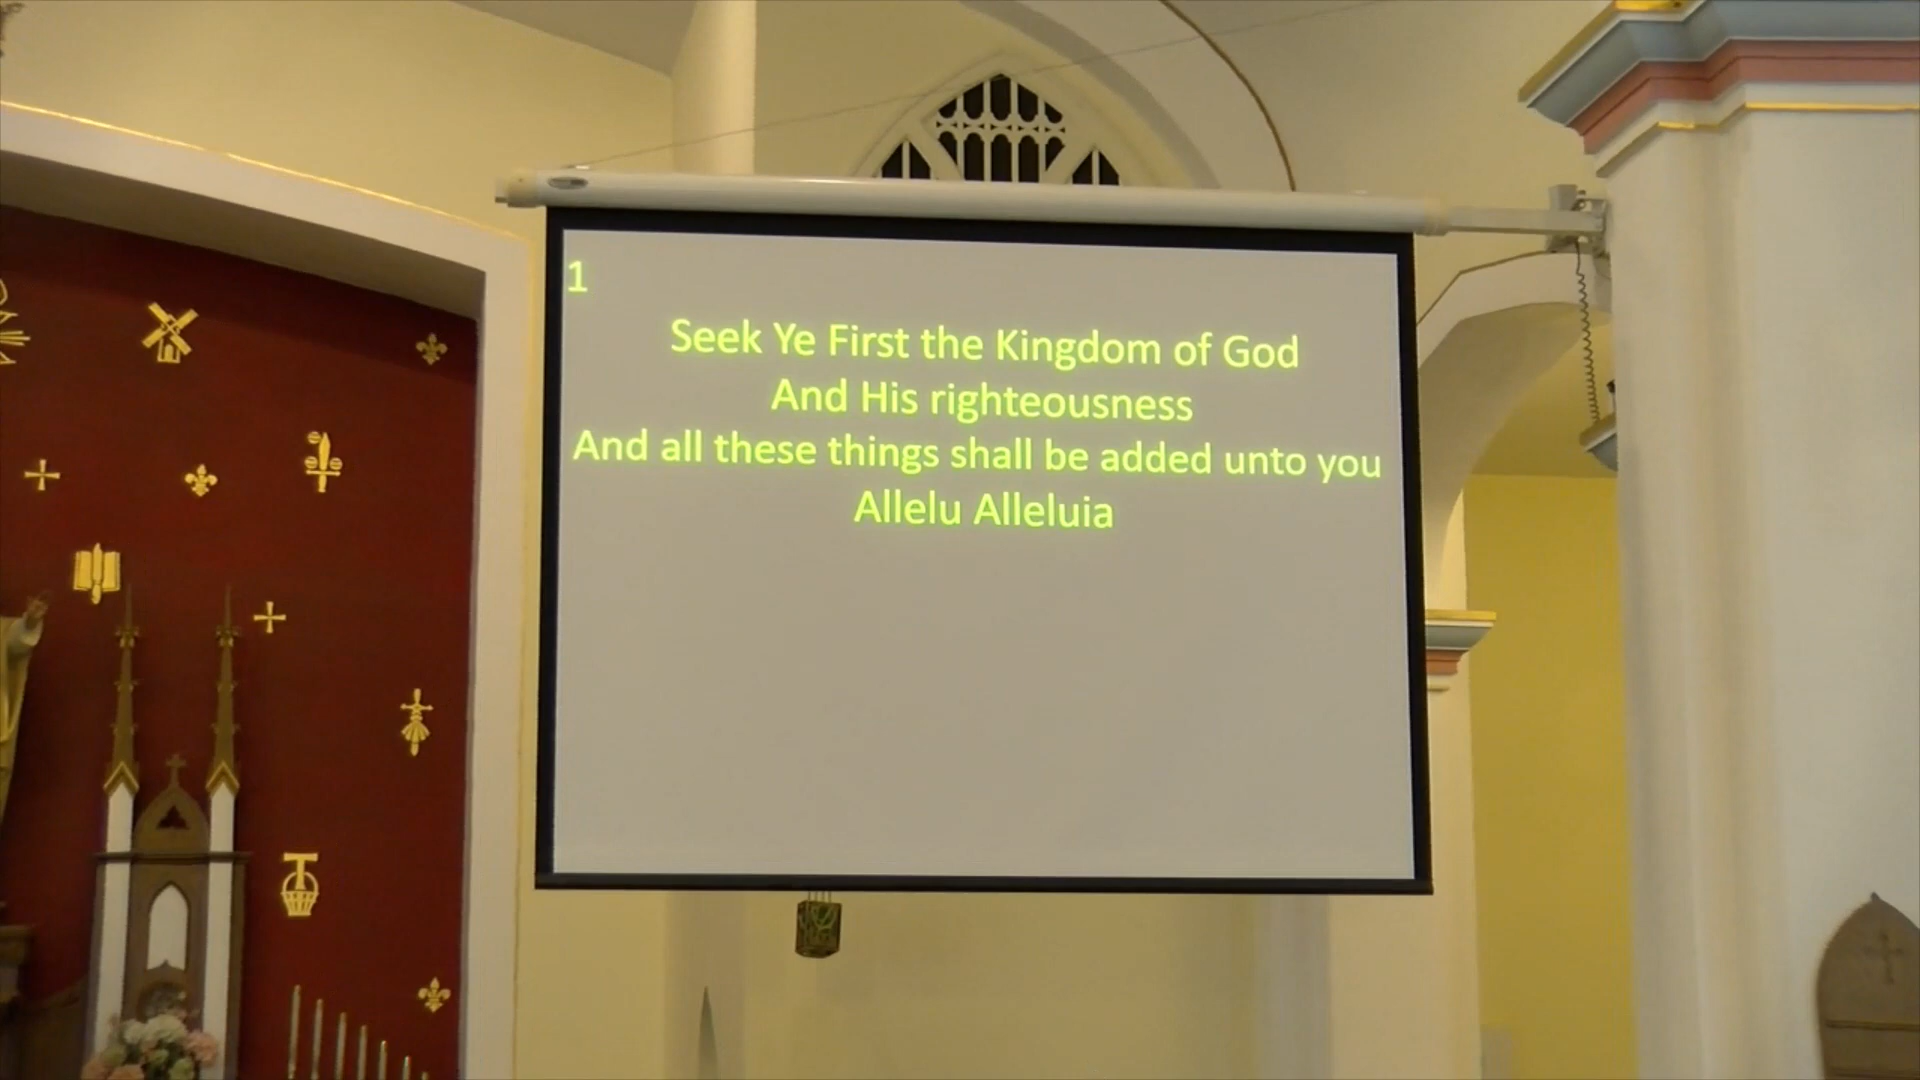 1
Seek Ye First the Kingdom of God
And His righteousness
And all these things shall be added unto you
Allelu Alleluia